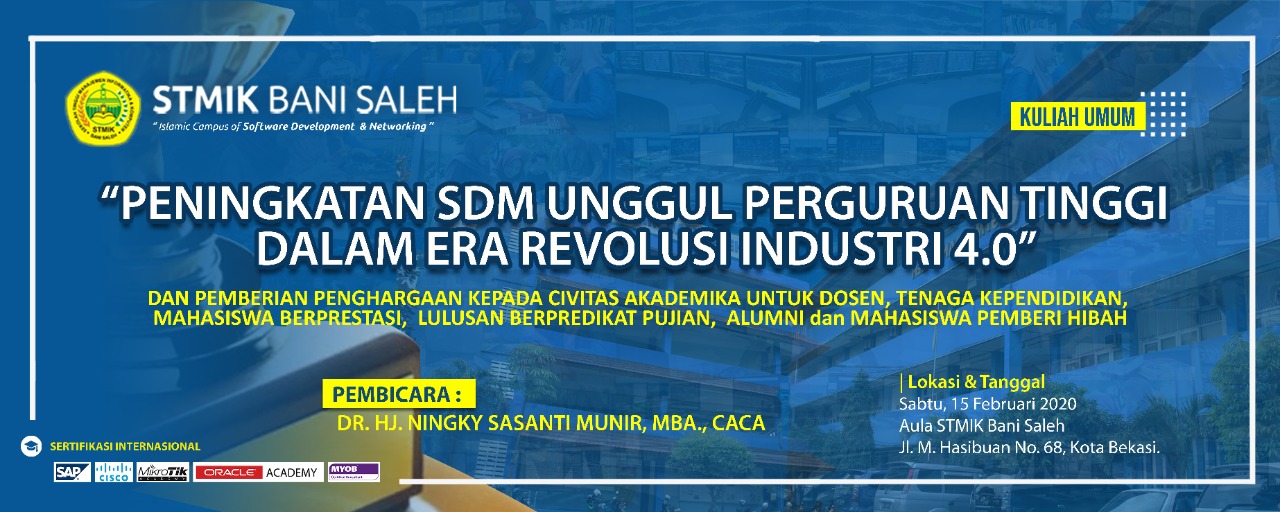 STMIK BANI SALEH
"Islamic Campus of Software Development & Networking"
KULIAH UMUM
"PENINGKATAN SDM UNGGUL PERGURUAN TINGGI
DALAM ERA REVOLUSI INDUSTRI 4.0"
DAN PEMBERIAN PENGHARGAAN KEPADA CIVITAS AKADEMIKA UNTUK DOSEN, TENAGA KEPENDIDIKAN,
MAHASISWA BERPRESTASI, LULUSAN BERPREDIKAT PUJIAN, ALUMNI dan MAHASISWA PEMBERI HIBAH
PEMBICARA :
DR. HJ. NINGKY SASANTI MUNIR, MBA., CACA
| Lokasi & Tanggal
Sabtu, 15 Februari 2020
Aula STMIK Bani Saleh
Jl. M. Hasibuan No. 68, Kota Bekasi.
SERTIFIKASI INTERNASIONAL
SAP CISCO MikroTik ACADEMY ORACLE ACADEMY MYOB